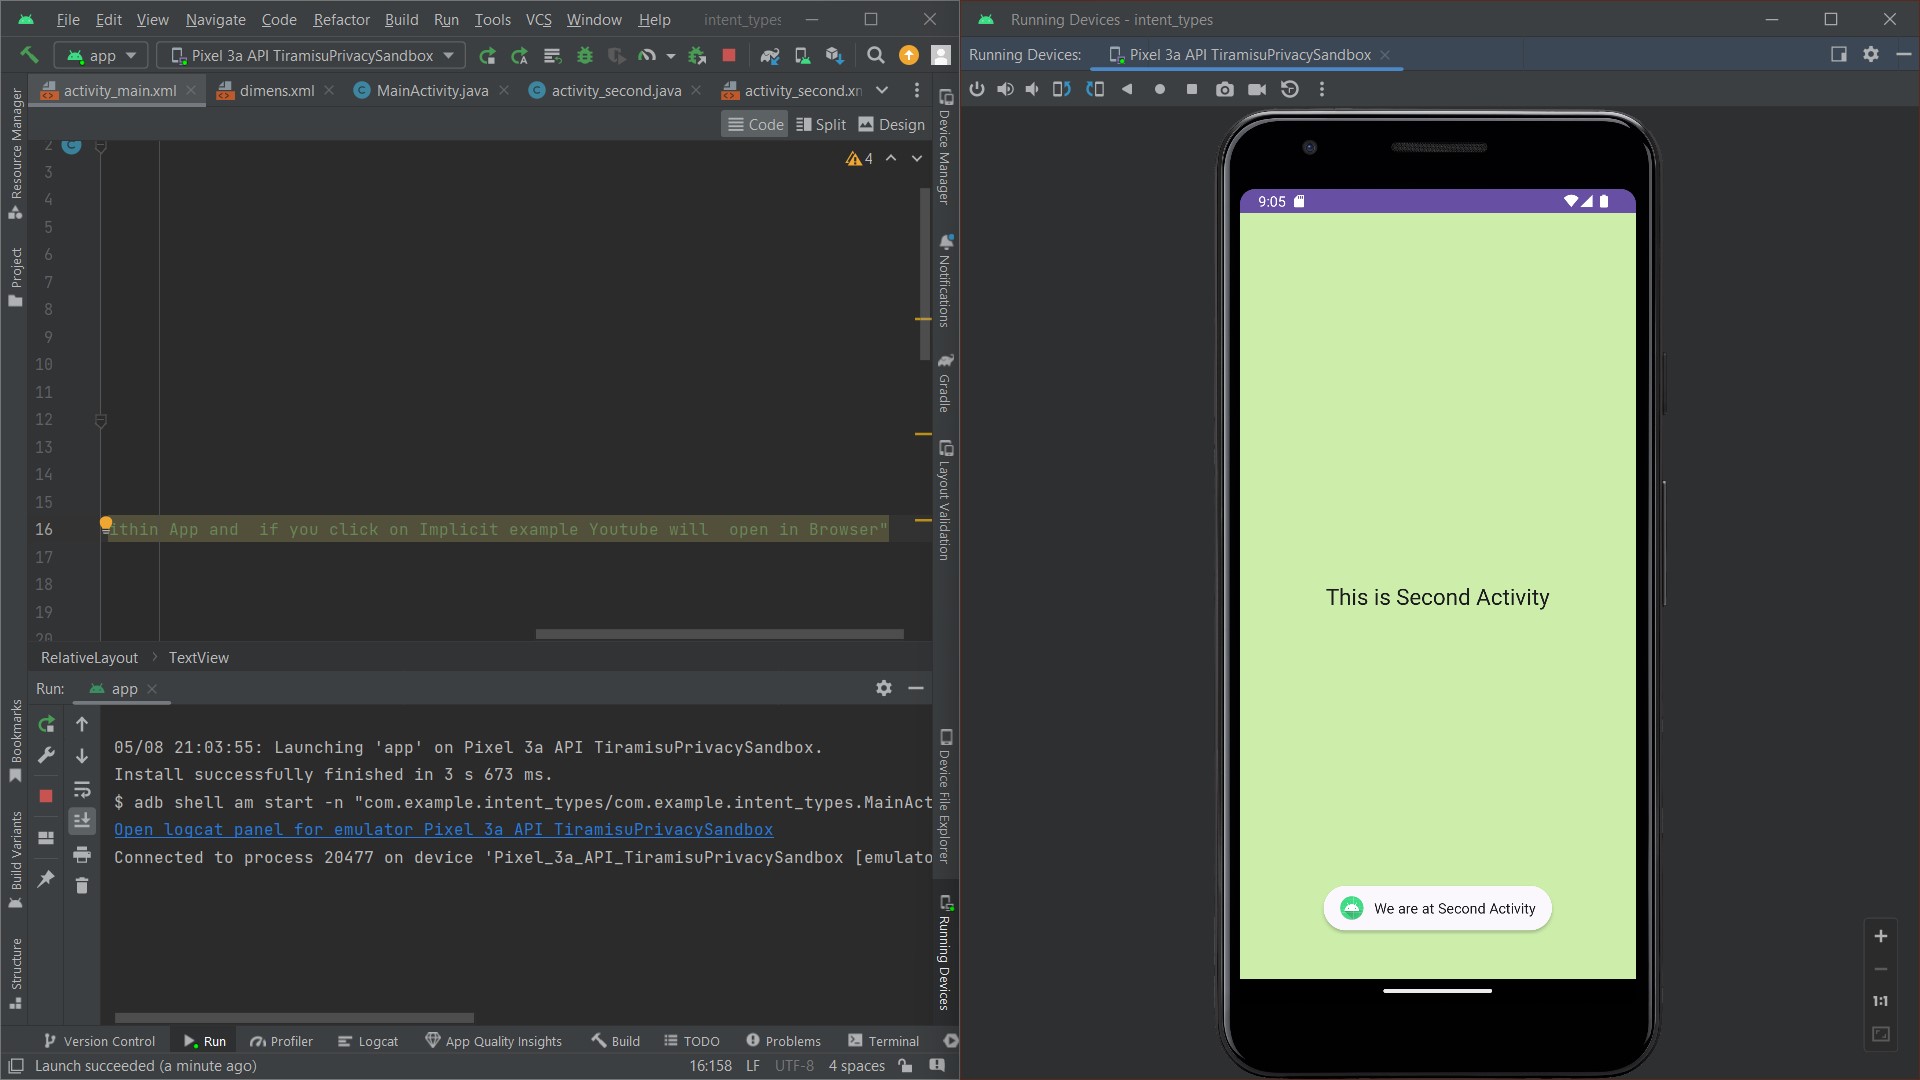 File Edit View Navigate Code Refactor Build Run Tools VCS Window Help intent_types
app Pixel 3a API TiramisuPrivacySandbox
activity_main.xml dimens.xml MainActivity.java activity_second.java activity_second.xm
Code Split Design
4
2
3
4
5
6
7
8
9
10
11
12
13
14
15
16 ithin App and  if you click on Implicit example Youtube will  open in Browser"
17
18
19
20
RelativeLayout TextView
Run: app
05/08 21:03:55: Launching 'app' on Pixel 3a API TiramisuPrivacySandbox.
Install successfully finished in 3 s 673 ms.
$ adb shell am start -n "com.example.intent_types/com.example.intent_types.MainAct
Open logcat panel for emulator Pixel 3a API TiramisuPrivacySandbox
Connected to process 20477 on device 'Pixel_3a_API_TiramisuPrivacySandbox [emulato
Version Control Run Profiler Logcat App Quality Insights Build TODO Problems Terminal
Launch succeeded (a minute ago) 16:158 LF UTF-8 4 spaces
Resource Manager
Project
Bookmarks
Build Variants
Structure
Device Manager
Notifications
Gradle
Layout Validation
Device File Explorer
Running Devices
Running Devices - intent_types
Running Devices: Pixel 3a API TiramisuPrivacySandbox
9:05
This is Second Activity
We are at Second Activity
1:1